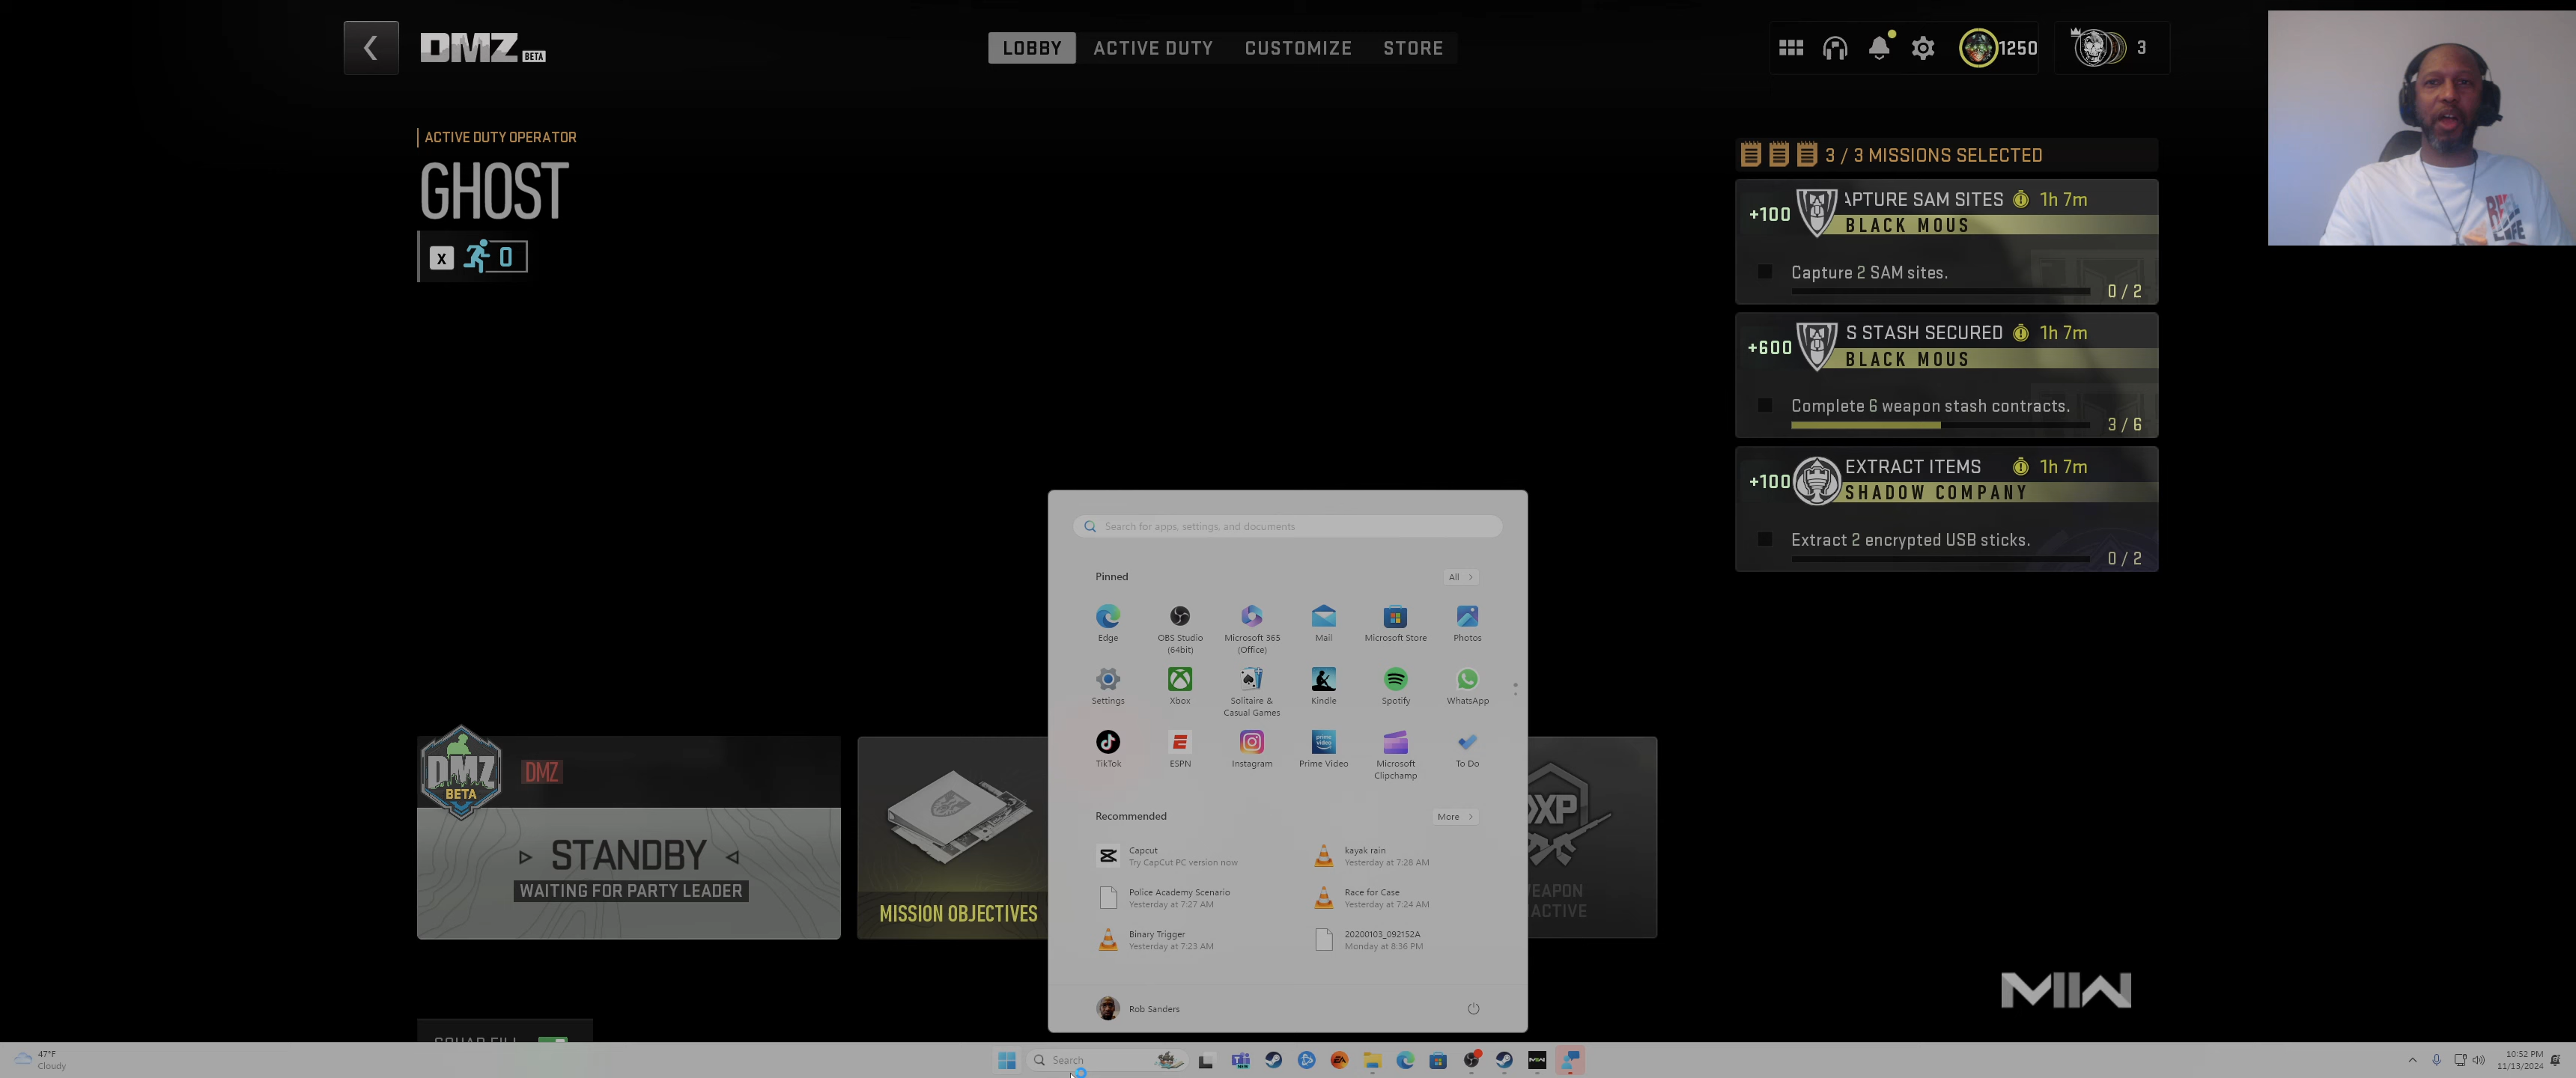 DMZ BETA
LOBBY
ACTIVE DUTY
CUSTOMIZE
STORE
1250
3
ACTIVE DUTY OPERATOR
GHOST
X 0
3 / 3 MISSIONS SELECTED
+100
APTURE SAM SITES 1h 7m
BLACK MOUS
Capture 2 SAM sites.
0 / 2
+600
S STASH SECURED 1h 7m
BLACK MOUS
Complete 6 weapon stash contracts.
3 / 6
+100
EXTRACT ITEMS 1h 7m
SHADOW COMPANY
Extract 2 encrypted USB sticks.
0 / 2
Search for apps, settings, and documents
Pinned
All
Edge
OBS Studio
(64bit)
Microsoft 365
(Office)
Mail
Microsoft Store
Photos
Settings
Xbox
Solitaire &
Casual Games
Kindle
Spotify
WhatsApp
TikTok
ESPN
Instagram
prime video
Prime Video
Microsoft
Clipchamp
To Do
Recommended
More
Capcut
Try CapCut PC version now
kayak rain
Yesterday at 7:28 AM
Police Academy Scenario
Yesterday at 7:27 AM
Race for Case
Yesterday at 7:24 AM
Binary Trigger
Yesterday at 7:23 AM
20200103_092152A
Monday at 8:36 PM
Rob Sanders
DMZ
BETA
DMZ
STANDBY
WAITING FOR PARTY LEADER
MISSION OBJECTIVES
XP
EAPON
ACTIVE
MW
47°F
Cloudy
Search
10:52 PM
11/13/2024